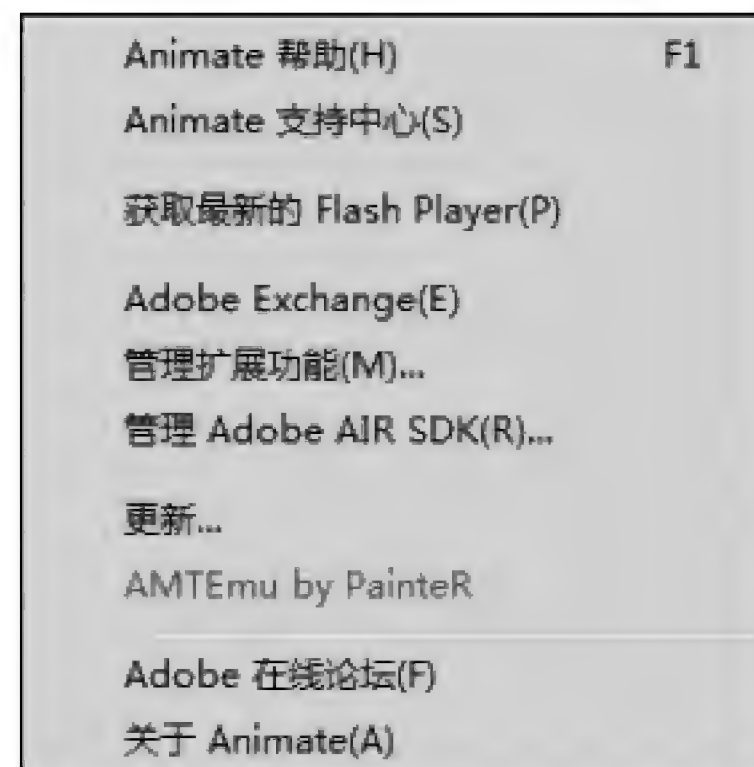 Animate 帮助(H) F1
Animate 支持中心(S)
获取最新的 Flash Player(P)
Adobe Exchange(E)
管理扩展功能(M)...
管理 Adobe AIR SDK(R)...
更新...
AMTEmu by PainteR
Adobe 在线论坛(F)
关于 Animate(A)